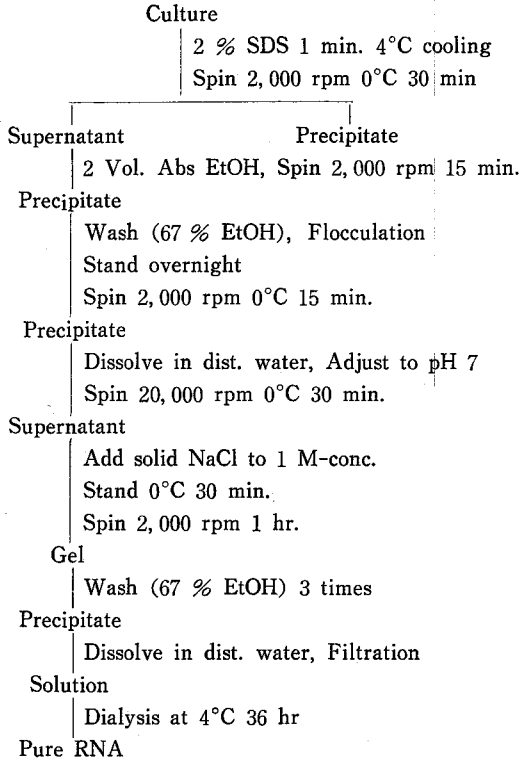 Culture
2 % SDS 1 min. 4°C cooling
Spin 2,000 rpm 0°C 30 min
Supernatant Precipitate
2 Vol. Abs EtOH, Spin 2,000 rpm 15 min.
Precipitate
Wash (67 % EtOH), Flocculation
Stand overnight
Spin 2,000 rpm 0°C 15 min.
Precipitate
Dissolve in dist. water, Adjust to pH 7
Spin 20,000 rpm 0°C 30 min.
Supernatant
Add solid NaCl to 1 M-conc.
Stand 0°C 30 min.
Spin 2,000 rpm 1 hr.
Gel
Wash (67 % EtOH) 3 times
Precipitate
Dissolve in dist. water, Filtration
Solution
Dialysis at 4°C 36 hr
Pure RNA